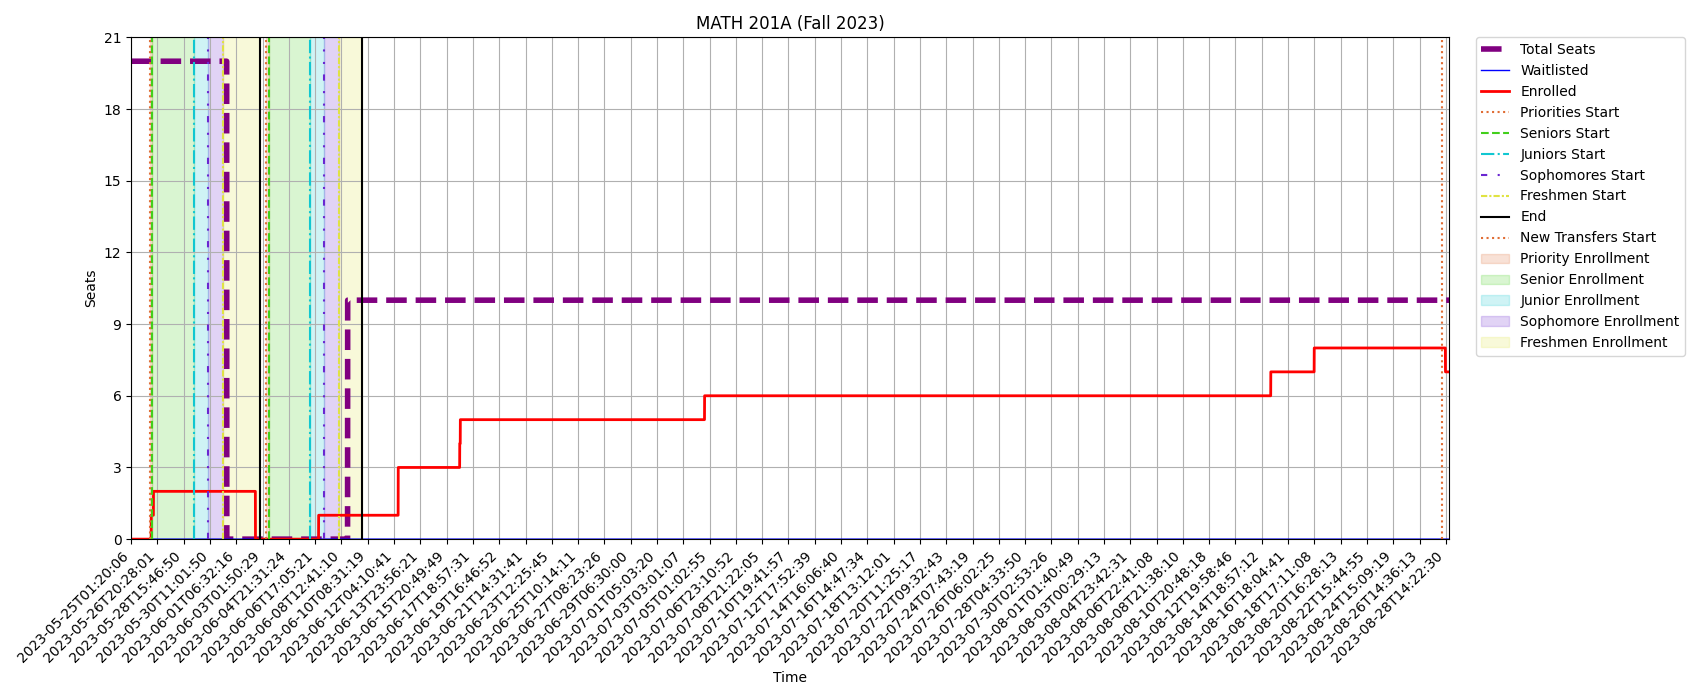 MATH 201A (Fall 2023)
Seats
21
18
15
12
9
6
3
0
2023-05-25T01:20:06
2023-05-26T20:28:01
2023-05-28T15:46:50
2023-05-30T11:01:50
2023-06-01T06:32:16
2023-06-03T01:50:29
2023-06-04T21:31:24
2023-06-06T17:05:21
2023-06-08T12:41:10
2023-06-10T08:31:19
2023-06-12T04:10:41
2023-06-13T23:56:21
2023-06-15T20:49:49
2023-06-17T18:57:31
2023-06-19T16:46:52
2023-06-21T14:31:41
2023-06-23T12:25:45
2023-06-25T10:14:11
2023-06-27T08:23:26
2023-06-29T06:30:00
2023-07-01T05:03:20
2023-07-03T03:01:07
2023-07-05T01:02:55
2023-07-06T23:10:52
2023-07-08T21:22:05
2023-07-10T19:41:57
2023-07-12T17:52:39
2023-07-14T16:06:40
2023-07-16T14:47:34
2023-07-18T13:12:01
2023-07-20T11:25:17
2023-07-22T09:32:43
2023-07-24T07:43:19
2023-07-26T06:02:25
2023-07-28T04:33:50
2023-07-30T02:53:26
2023-08-01T01:40:49
2023-08-03T00:29:13
2023-08-04T23:42:31
2023-08-06T22:41:08
2023-08-08T21:38:10
2023-08-10T20:48:18
2023-08-12T19:58:46
2023-08-14T18:57:12
2023-08-16T18:04:41
2023-08-18T17:11:08
2023-08-20T16:28:13
2023-08-22T15:44:55
2023-08-24T15:09:19
2023-08-26T14:36:13
2023-08-28T14:22:30
Time
Total Seats
Waitlisted
Enrolled
Priorities Start
Seniors Start
Juniors Start
Sophomores Start
Freshmen Start
End
New Transfers Start
Priority Enrollment
Senior Enrollment
Junior Enrollment
Sophomore Enrollment
Freshmen Enrollment